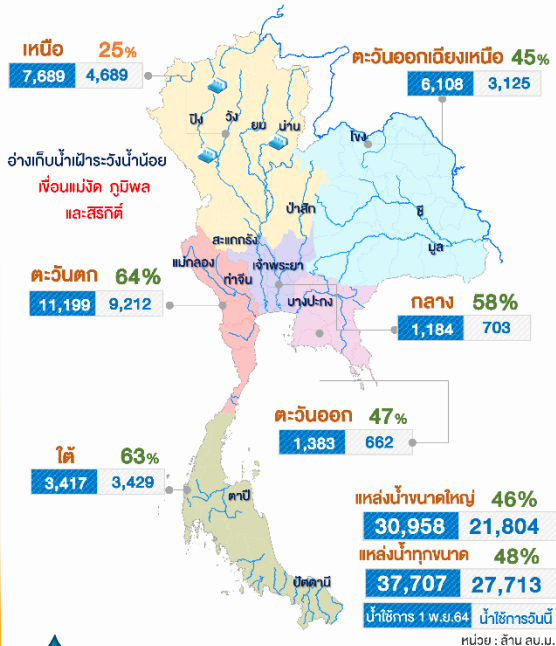 เหนือ 25%
7,689 4,689
ตะวันออกเฉียงเหนือ 45%
6,108 3,125
ปิง
วัง
ยม
น่าน
โขง
อ่างเก็บน้ำเฝ้าระวังน้ำน้อย
เขื่อนแม่งัด ภูมิพล
และสิริกิติ์
ป่าสัก
ชี
มูล
สะแกกรัง
แม่กลอง
เจ้าพระยา
ท่าจีน
บางปะกง
ตะวันตก 64%
11,199 9,212
กลาง 58%
1,184 703
ตะวันออก 47%
1,383 662
ใต้ 63%
3,417 3,429
ตาปี
ปัตตานี
แหล่งน้ำขนาดใหญ่ 46%
30,958 21,804
แหล่งน้ำทุกขนาด 48%
37,707 27,713
น้ำใช้การ 1 พ.ย.64 น้ำใช้การวันนี้
หน่วย : ล้าน ลบ.ม.